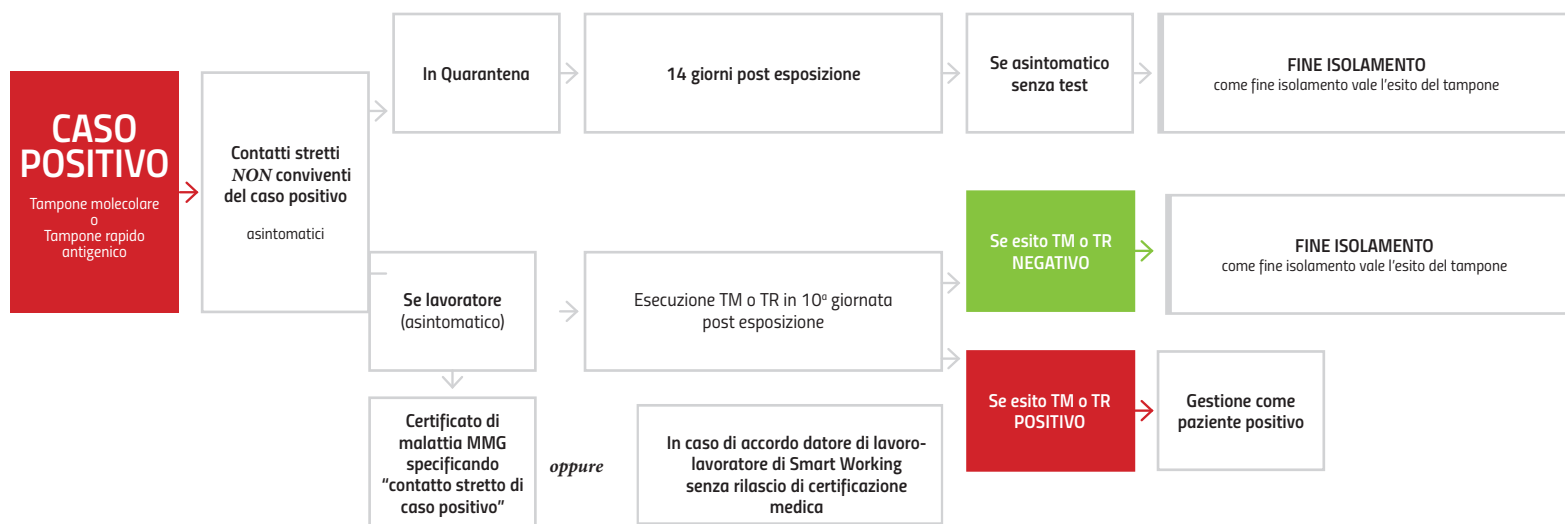 CASO
POSITIVO
Tampone molecolare
o
Tampone rapido
antigenico
Contatti stretti
NON conviventi
del caso positivo
asintomatici
In Quarantena
14 giorni post esposizione
Se asintomatico
senza test
FINE ISOLAMENTO
come fine isolamento vale l'esito del tampone
Se lavoratore
(asintomatico)
Esecuzione TM o TR in 10ª giornata
post esposizione
Se esito TM o TR
NEGATIVO
FINE ISOLAMENTO
come fine isolamento vale l'esito del tampone
Se esito TM o TR
POSITIVO
Gestione come
paziente positivo
Certificato di
malattia MMG
specificando
“contatto stretto di
caso positivo”
oppure
In caso di accordo datore di lavoro-
lavoratore di Smart Working
senza rilascio di certificazione
medica